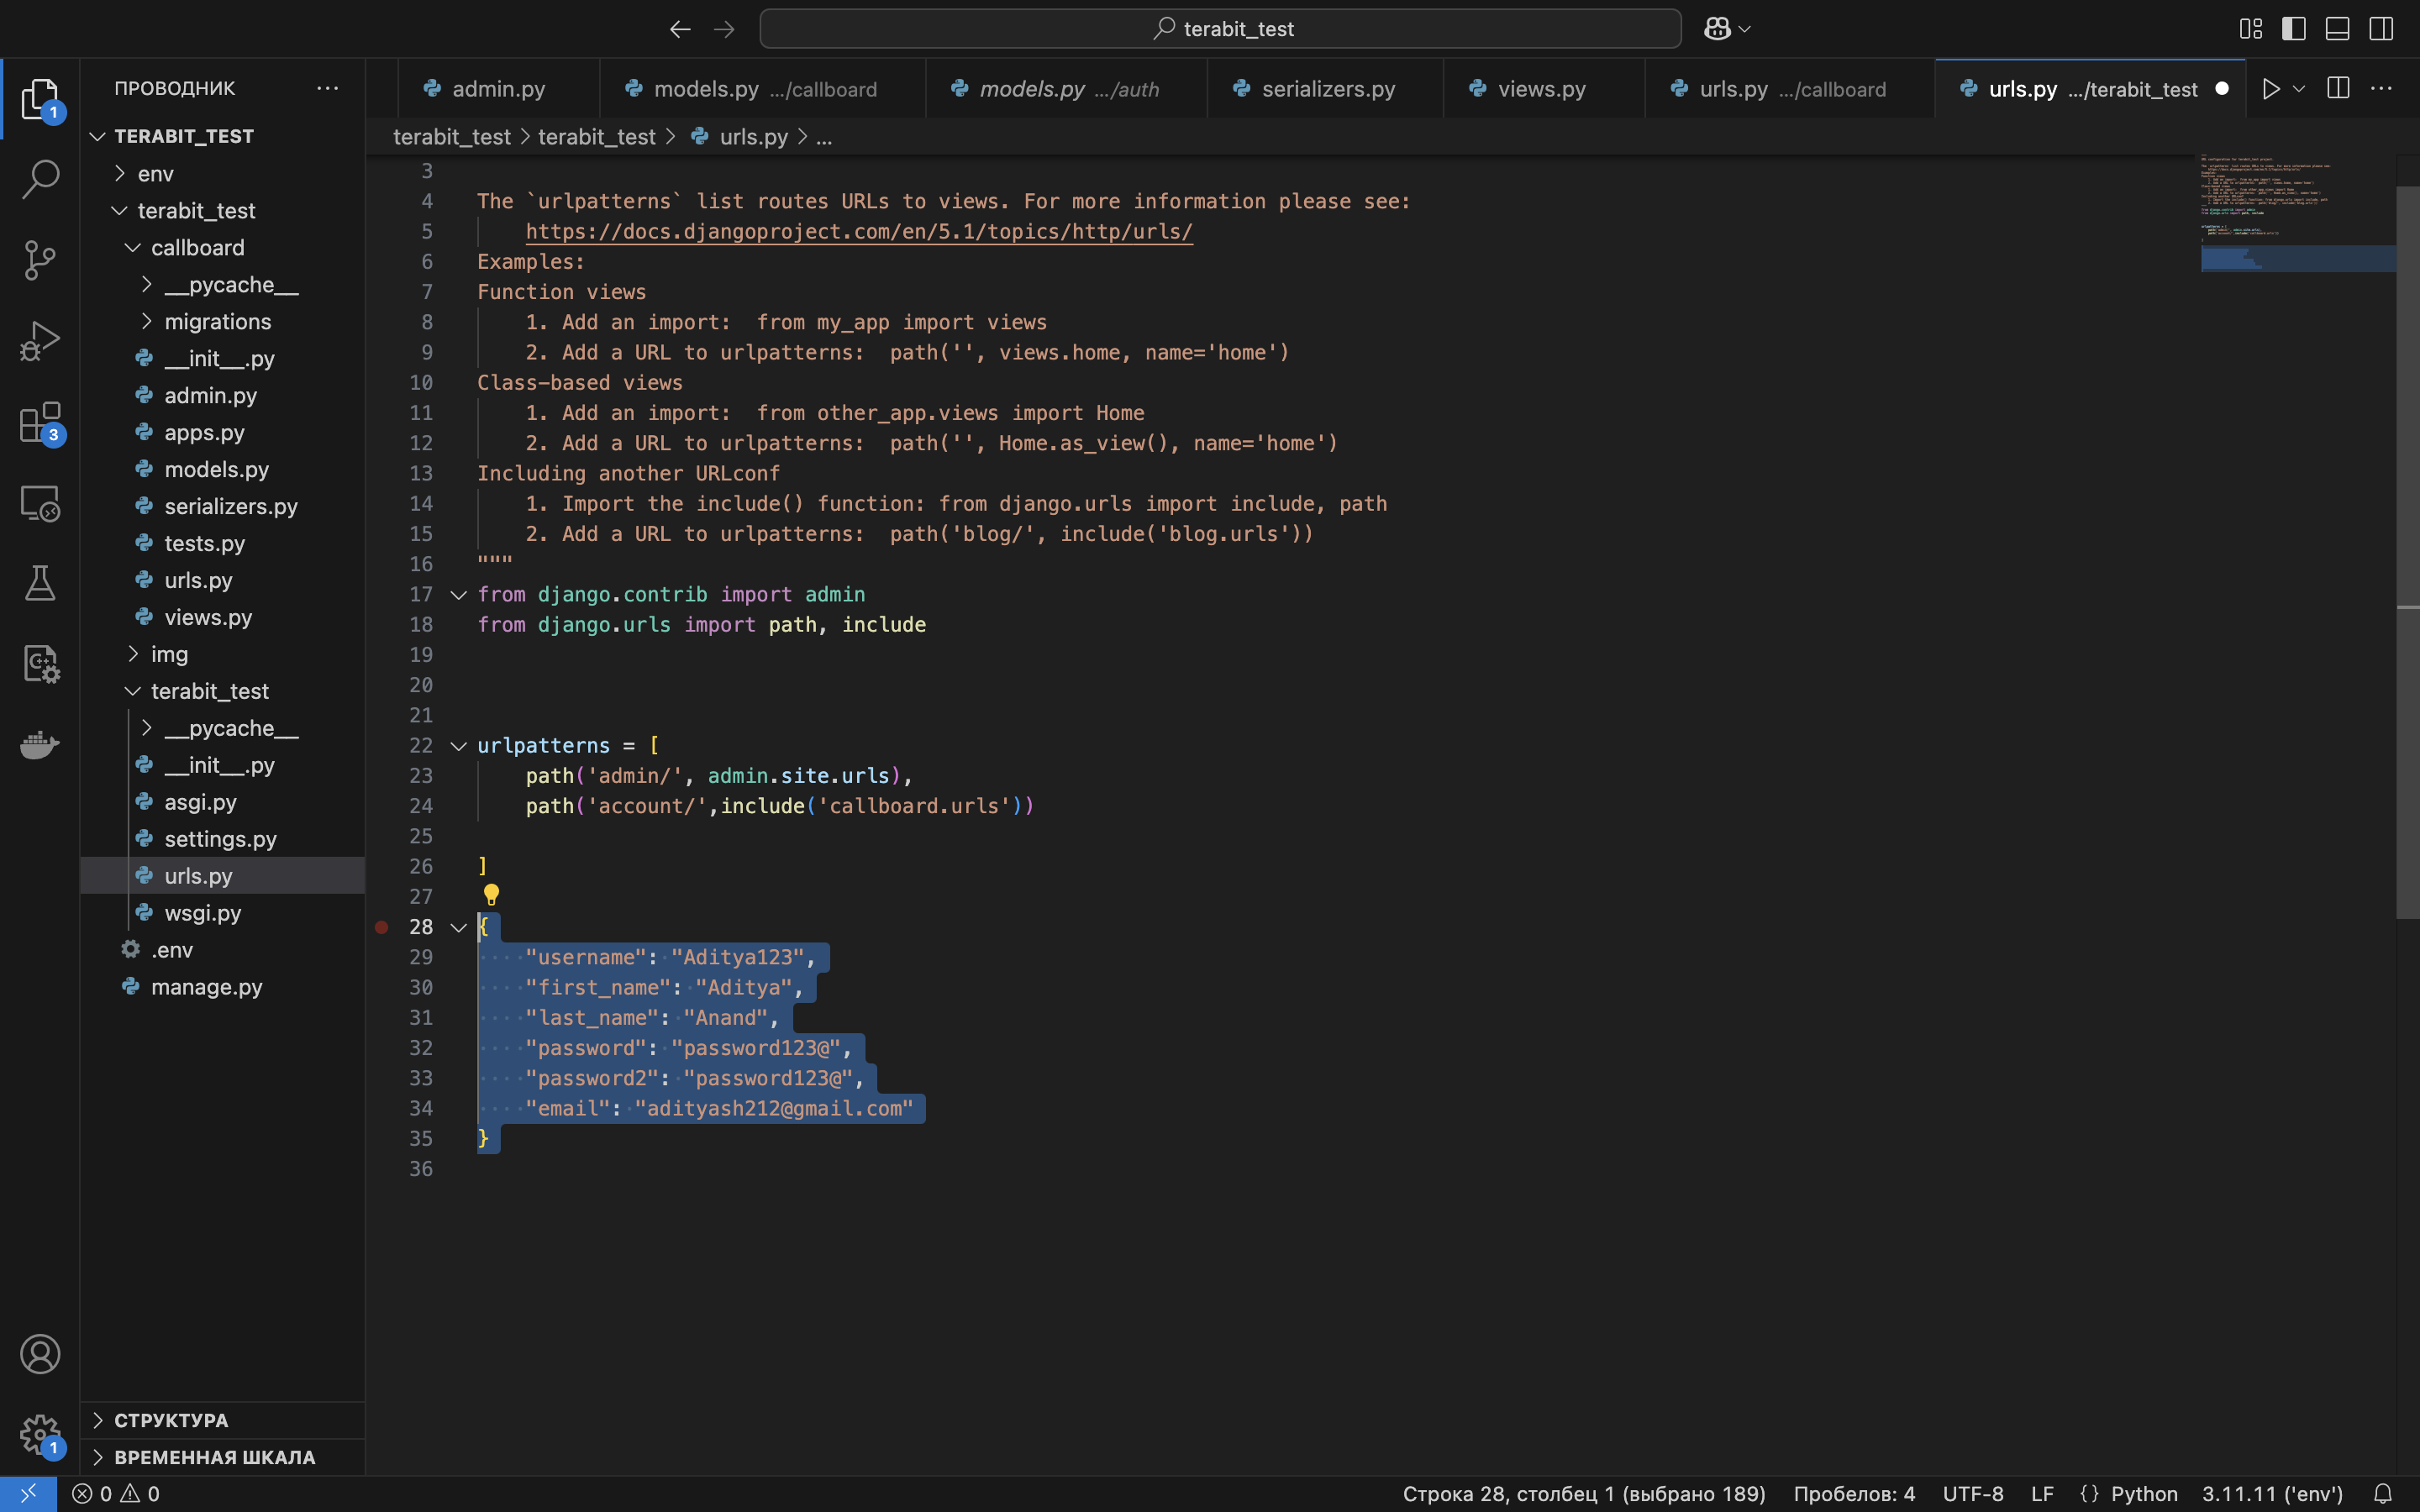 terabit_test
ПРОВОДНИК
TERABIT_TEST
env
terabit_test
callboard
__pycache__
migrations
__init__.py
admin.py
apps.py
models.py
serializers.py
tests.py
urls.py
views.py
img
terabit_test
__pycache__
__init__.py
asgi.py
settings.py
urls.py
wsgi.py
.env
manage.py
СТРУКТУРА
ВРЕМЕННАЯ ШКАЛА
1
3
1
admin.py
models.py .../callboard
models.py .../auth
serializers.py
views.py
urls.py .../callboard
urls.py .../terabit_test
terabit_test > terabit_test > urls.py > ...
3
4 The `urlpatterns` list routes URLs to views. For more information please see:
5 https://docs.djangoproject.com/en/5.1/topics/http/urls/
6 Examples:
7 Function views
8 1. Add an import:  from my_app import views
9 2. Add a URL to urlpatterns:  path('', views.home, name='home')
10 Class-based views
11 1. Add an import:  from other_app.views import Home
12 2. Add a URL to urlpatterns:  path('', Home.as_view(), name='home')
13 Including another URLconf
14 1. Import the include() function: from django.urls import include, path
15 2. Add a URL to urlpatterns:  path('blog/', include('blog.urls'))
16 """
17 from django.contrib import admin
18 from django.urls import path, include
19
20
21
22 urlpatterns = [
23 path('admin/', admin.site.urls),
24 path('account/',include('callboard.urls'))
25
26 ]
27
28 {
29 "username": "Aditya123",
30 "first_name": "Aditya",
31 "last_name": "Anand",
32 "password": "password123@",
33 "password2": "password123@",
34 "email": "adityash212@gmail.com"
35 }
36
0 0
Строка 28, столбец 1 (выбрано 189)
Пробелов: 4
UTF-8
LF
{} Python
3.11.11 ('env')